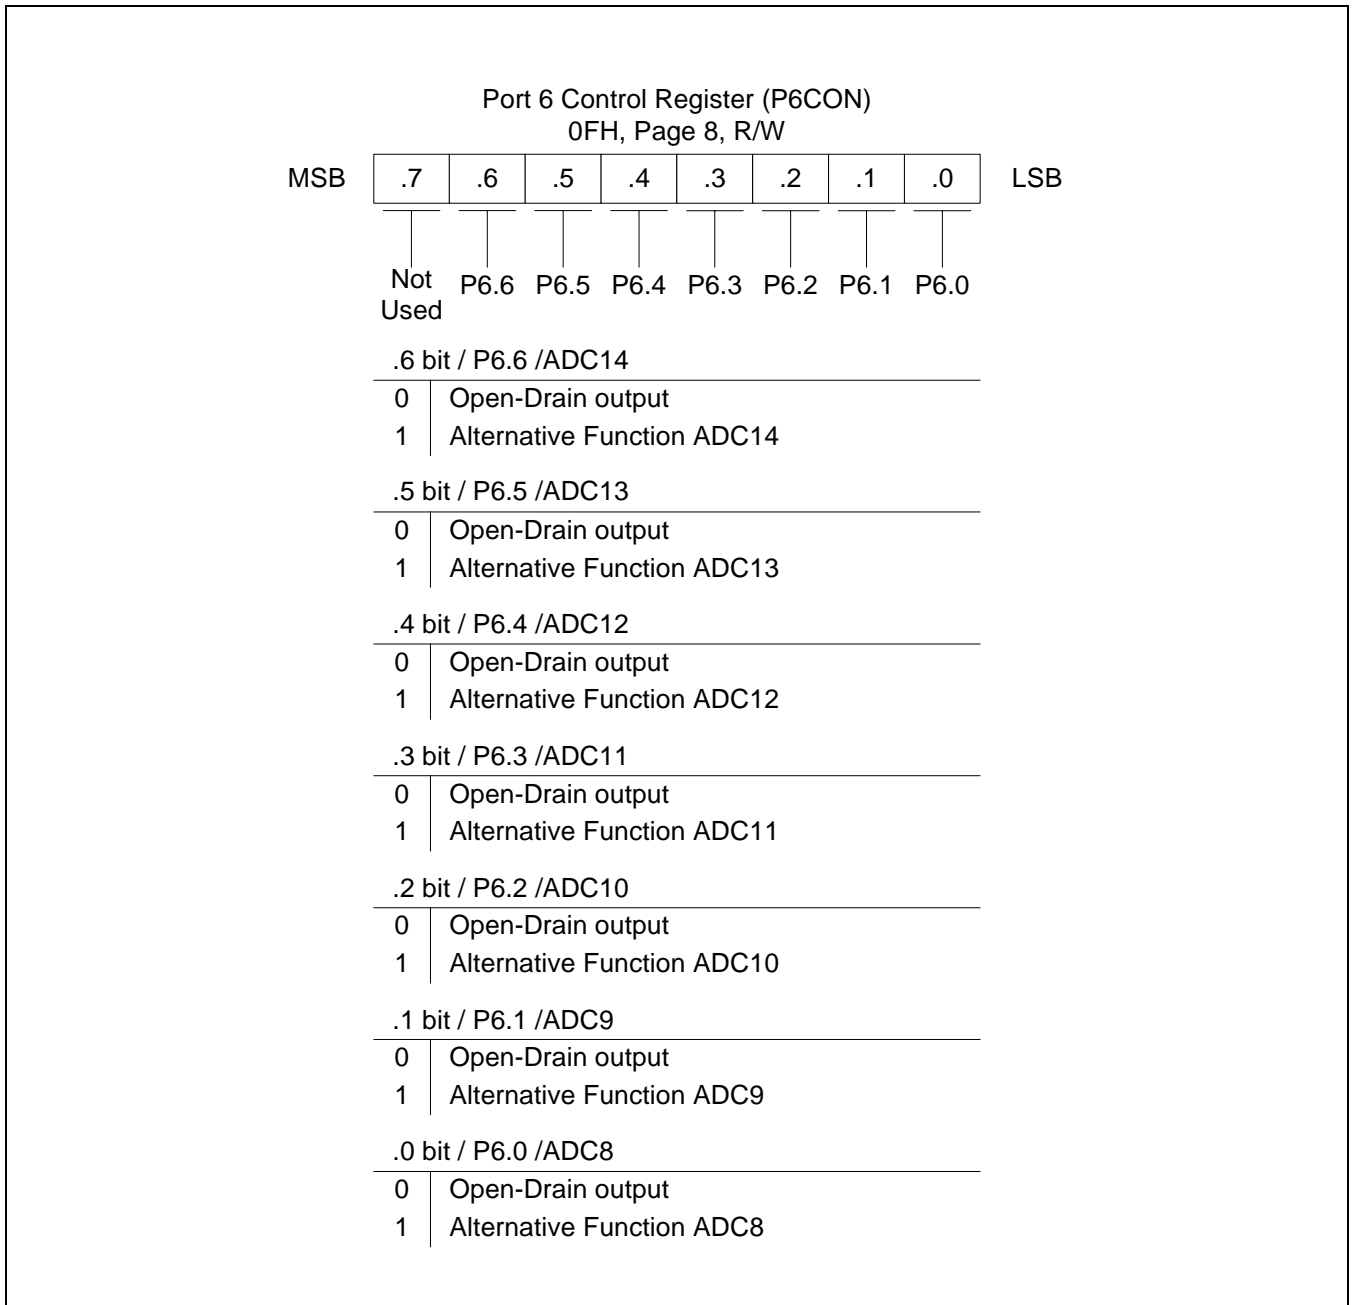 Port 6 Control Register (P6CON)
0FH, Page 8, R/W
MSB .7 .6 .5 .4 .3 .2 .1 .0 LSB
Not Used P6.6 P6.5 P6.4 P6.3 P6.2 P6.1 P6.0
.6 bit / P6.6 /ADC14
0 Open-Drain output
1 Alternative Function ADC14
.5 bit / P6.5 /ADC13
0 Open-Drain output
1 Alternative Function ADC13
.4 bit / P6.4 /ADC12
0 Open-Drain output
1 Alternative Function ADC12
.3 bit / P6.3 /ADC11
0 Open-Drain output
1 Alternative Function ADC11
.2 bit / P6.2 /ADC10
0 Open-Drain output
1 Alternative Function ADC10
.1 bit / P6.1 /ADC9
0 Open-Drain output
1 Alternative Function ADC9
.0 bit / P6.0 /ADC8
0 Open-Drain output
1 Alternative Function ADC8